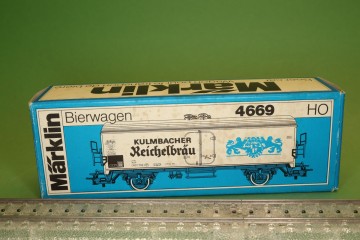 Märklin
Märklin
Bierwagen
4669
HO
KULMBACHER
Reichelbräu